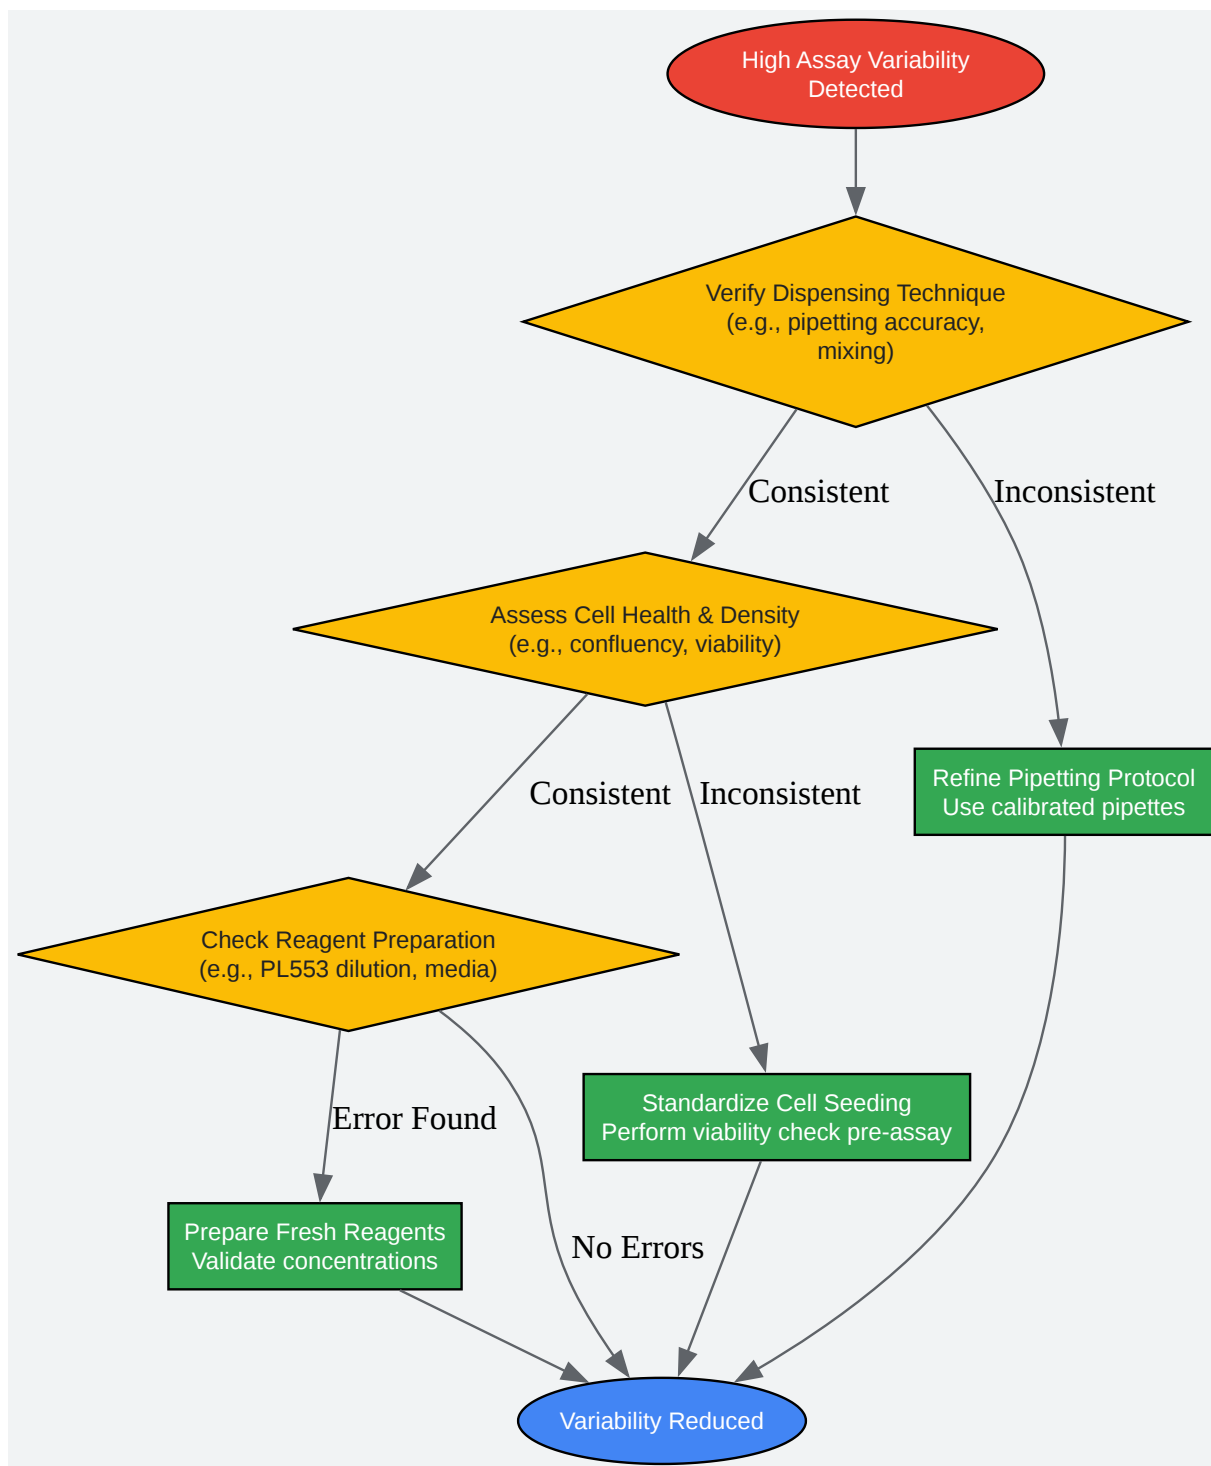 High Assay Variability
Detected
Verify Dispensing Technique
(e.g., pipetting accuracy,
mixing)
Consistent
Inconsistent
Assess Cell Health & Density
(e.g., confluency, viability)
Consistent
Inconsistent
Refine Pipetting Protocol
Use calibrated pipettes
Check Reagent Preparation
(e.g., PL553 dilution, media)
Error Found
Standardize Cell Seeding
Perform viability check pre-assay
Prepare Fresh Reagents
Validate concentrations
No Errors
Variability Reduced